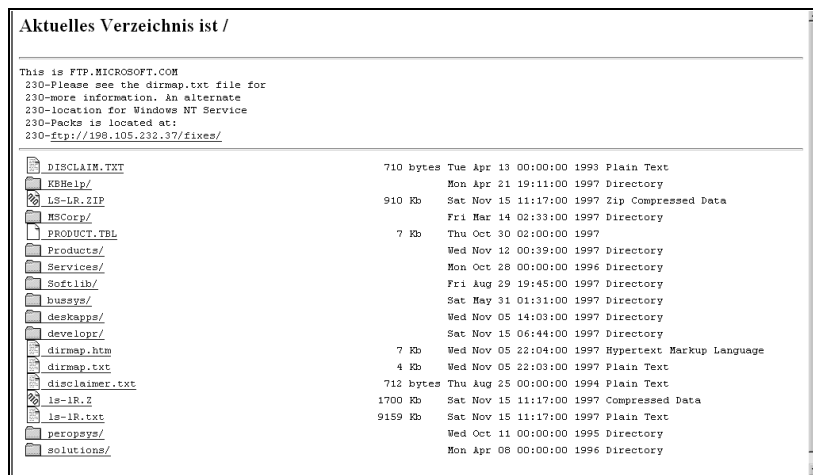 Aktuelles Verzeichnis ist /
This is FTP.MICROSOFT.COM
230-Please see the dirmap.txt file for
230-more information. An alternate
230-location for Windows NT Service
230-Packs is located at:
230-ftp://198.105.232.37/fixes/
DISCLAIM.TXT 710 bytes Tue Apr 13 00:00:00 1993 Plain Text
KBHelp/ Mon Apr 21 19:11:00 1997 Directory
LS-LR.ZIP 910 Kb Sat Nov 15 11:17:00 1997 Zip Compressed Data
MSCorp/ Fri Mar 14 02:33:00 1997 Directory
PRODUCT.TBL 7 Kb Thu Oct 30 02:00:00 1997
Products/ Wed Nov 12 00:39:00 1997 Directory
Services/ Mon Oct 28 00:00:00 1996 Directory
Softlib/ Fri Aug 29 19:45:00 1997 Directory
bussys/ Sat May 31 01:31:00 1997 Directory
deskapps/ Wed Nov 05 14:03:00 1997 Directory
developr/ Sat Nov 15 06:44:00 1997 Directory
dirmap.htm 7 Kb Wed Nov 05 22:04:00 1997 Hypertext Markup Language
dirmap.txt 4 Kb Wed Nov 05 22:03:00 1997 Plain Text
disclaimer.txt 712 bytes Thu Aug 25 00:00:00 1994 Plain Text
ls-lR.Z 1700 Kb Sat Nov 15 11:17:00 1997 Compressed Data
ls-lR.txt 9159 Kb Sat Nov 15 11:17:00 1997 Plain Text
peropsys/ Wed Oct 11 00:00:00 1995 Directory
solutions/ Mon Apr 08 00:00:00 1996 Directory